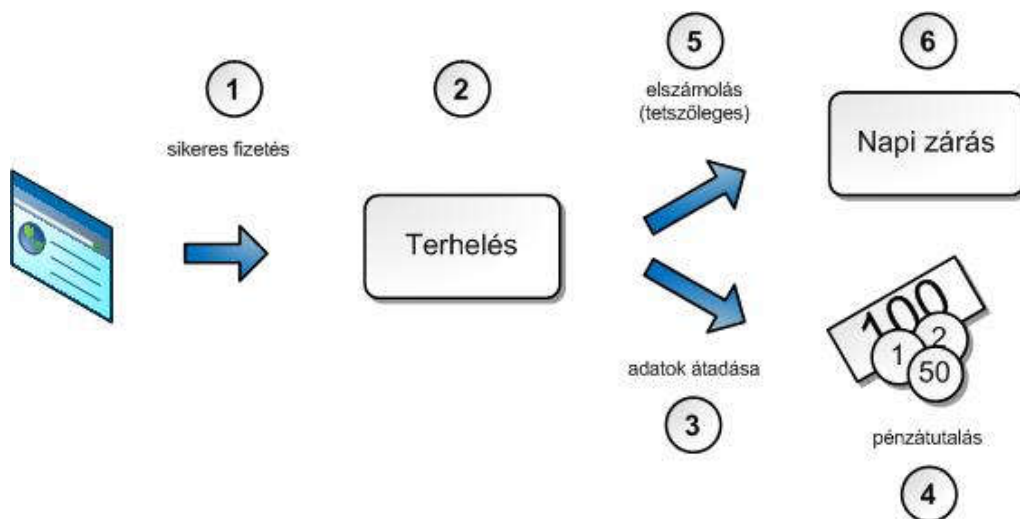 1
sikeres fizetés
2
Terhelés
5
elszámolás
(tetszőleges)
6
Napi zárás
adatok átadása
3
100
1
2
50
pénzátutalás
4